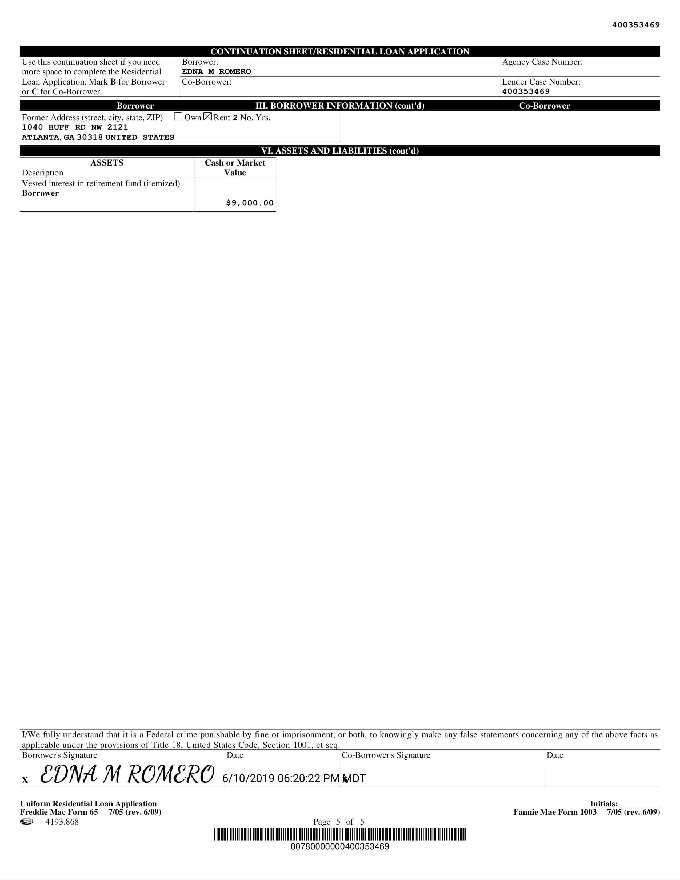 400353469
CONTINUATION SHEET/RESIDENTIAL LOAN APPLICATION
Use this continuation sheet if you need more space to complete the Residential Loan Application. Mark B for Borrower or C for Co-Borrower.
Borrower:
EDNA M ROMERO
Agency Case Number:
Co-Borrower:
Lender Case Number:
400353469
Borrower III. BORROWER INFORMATION (cont'd) Co-Borrower
Former Address (street, city, state, ZIP) Own Rent 2 No. Yrs.
1040 HUFF RD NW 2121
ATLANTA, GA 30318 UNITED STATES
VI. ASSETS AND LIABILITIES (cont'd)
ASSETS Cash or Market
Description Value
Vested interest in retirement fund (itemized)
Borrower
$9,000.00
I/We fully understand that it is a Federal crime punishable by fine or imprisonment, or both, to knowingly make any false statements concerning any of the above facts as
applicable under the provisions of Title 18, United States Code, Section 1001, et seq.
Borrower's Signature Date Co-Borrower's Signature Date
X EDNA M ROMERO 6/10/2019 06:20:22 PM MDT
Uniform Residential Loan Application Initials:
Freddie Mac Form 65 7/05 (rev. 6/09) Fannie Mae Form 1003 7/05 (rev. 6/09)
4193.868 Page 5 of 5
0078000000400353469